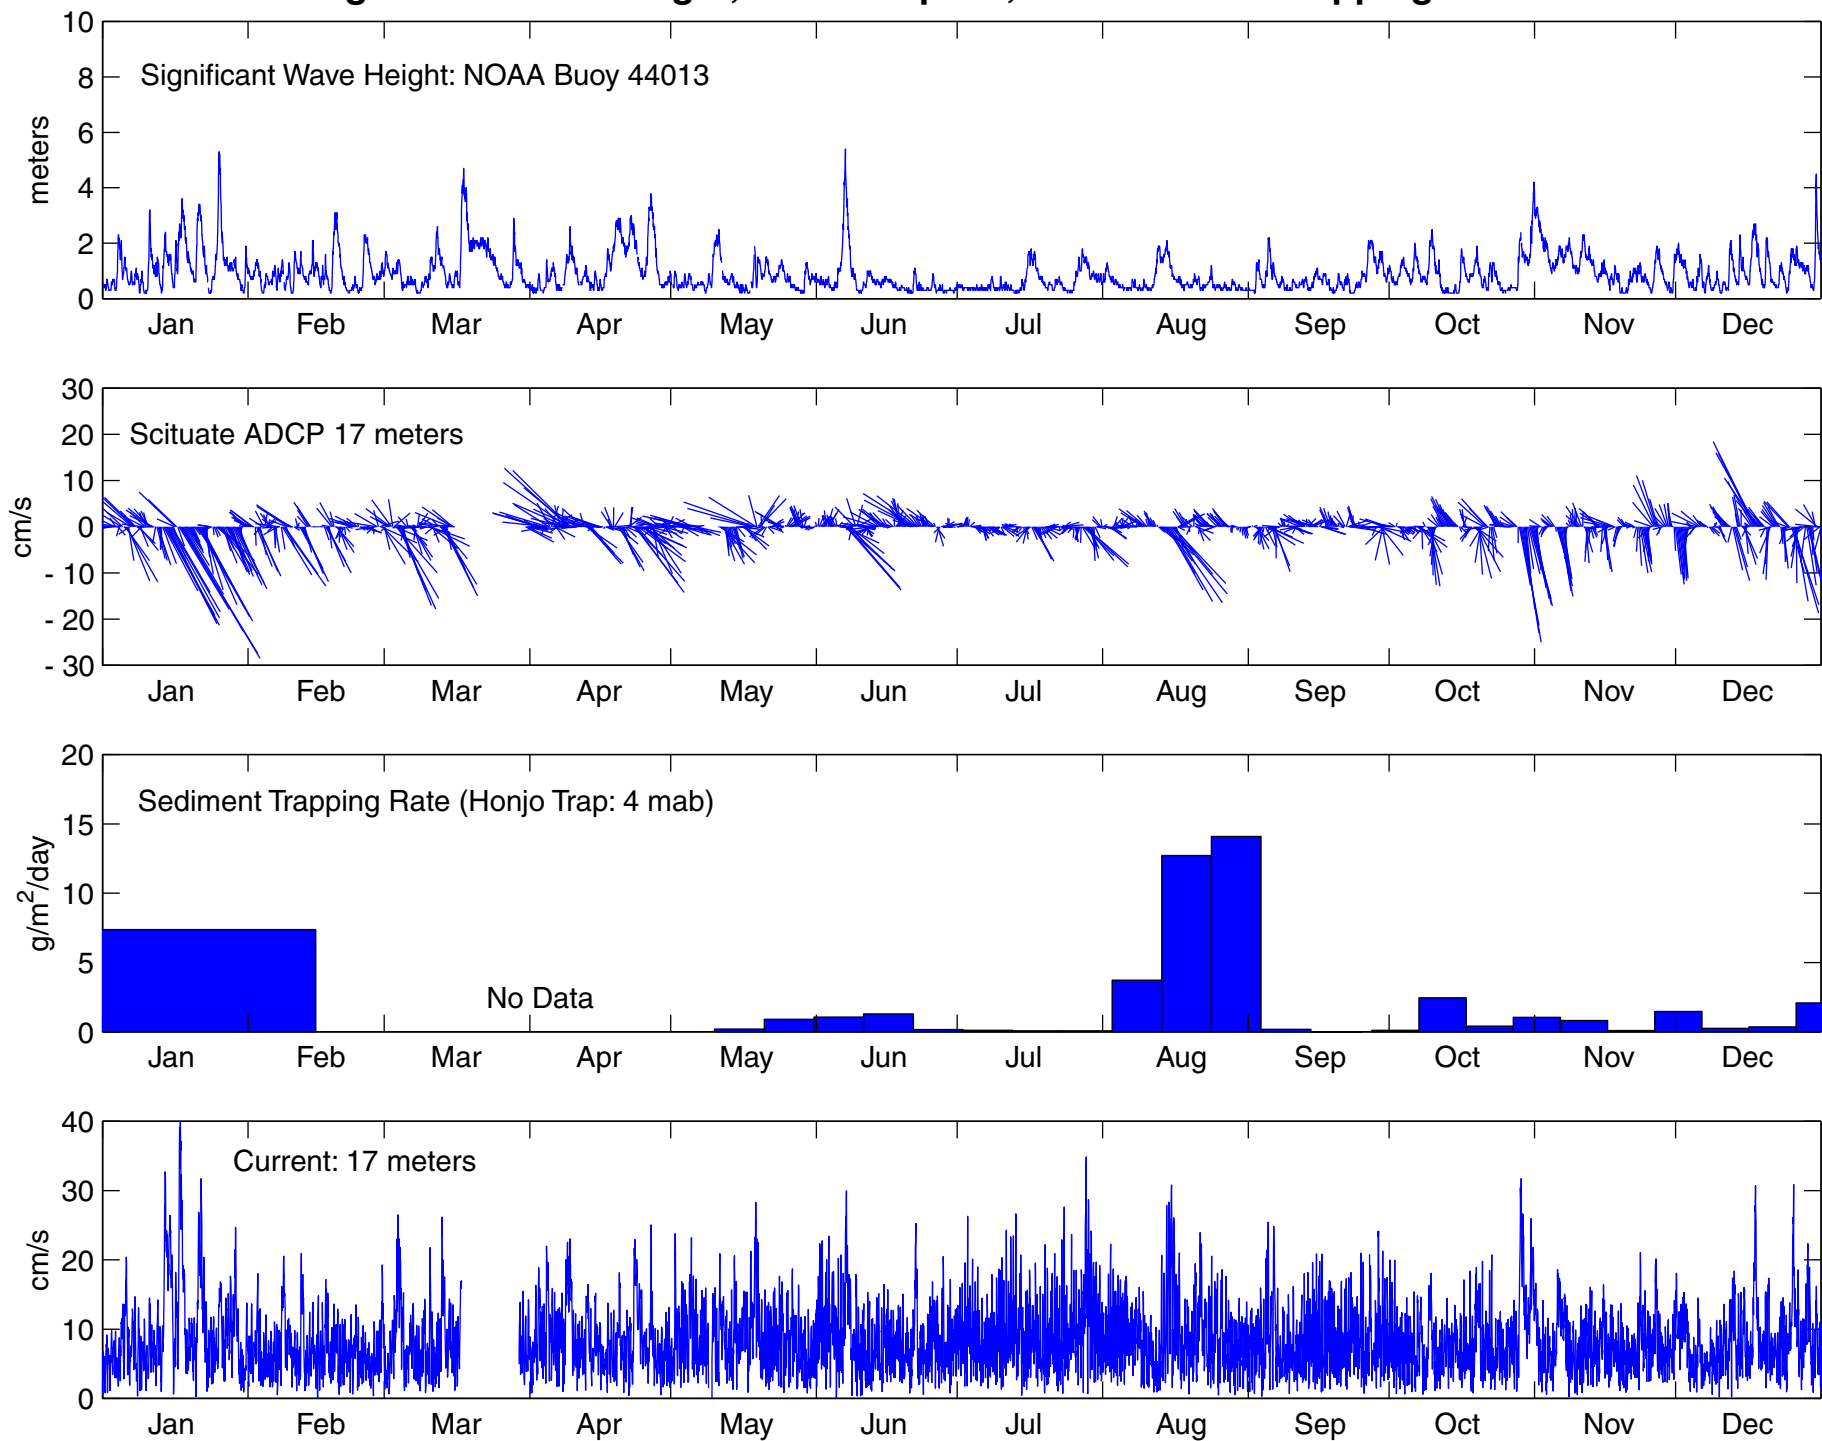 10
8
6
4
2
0
meters
Significant Wave Height: NOAA Buoy 44013
Jan Feb Mar Apr May Jun Jul Aug Sep Oct Nov Dec
30
20
10
0
- 10
- 20
- 30
cm/s
Scituate ADCP 17 meters
Jan Feb Mar Apr May Jun Jul Aug Sep Oct Nov Dec
20
15
10
5
0
g/m²/day
Sediment Trapping Rate (Honjo Trap: 4 mab)
No Data
Jan Feb Mar Apr May Jun Jul Aug Sep Oct Nov Dec
40
30
20
10
0
cm/s
Current: 17 meters
Jan Feb Mar Apr May Jun Jul Aug Sep Oct Nov Dec